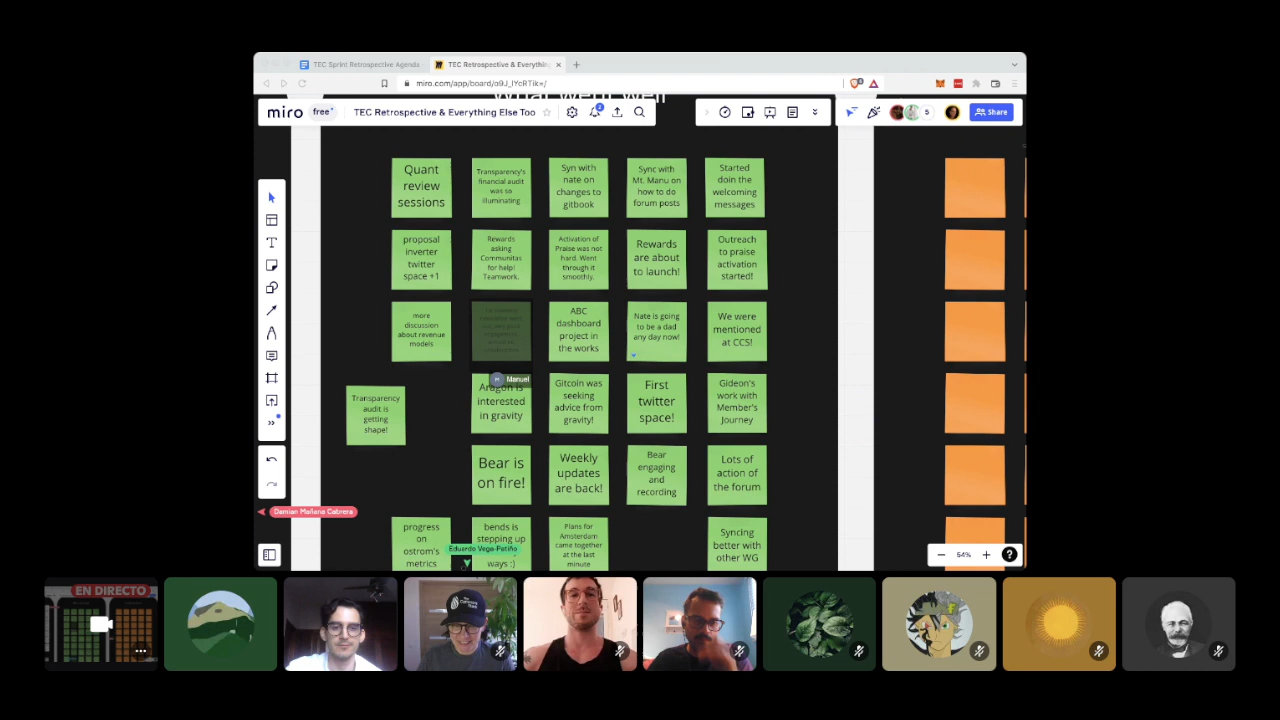 TEC Sprint Retrospective Agenda
TEC Retrospective & Everything
miro.com/app/board/o9J_lYcRTik=/
What went well
miro
free
TEC Retrospective & Everything Else Too
2
5
Share
Quant
review
sessions
Transparency's
financial audit
was so
illuminating
Syn with
nate on
changes to
gitbook
Sync with
Mt. Manu on
how to do
forum posts
Started
doin the
welcoming
messages
proposal
inverter
twitter
space +1
Rewards
asking
Communitas
for help!
Teamwork.
Activation of
Praise was not
hard. Went
through it
smoothly.
Rewards
are about
to launch!
Outreach
to praise
activation
started!
more
discussion
about revenue
models
ABC
dashboard
project in
the works
Nate is going
to be a dad
any day now!
We were
mentioned
at CCS!
Manuel
Transparency
audit is
getting
shape!
Aragon is
interested
in gravity
Gitcoin was
seeking
advice from
gravity!
First
twitter
space!
Gideon's
work with
Member's
Journey
Bear is
on fire!
Weekly
updates
are back!
Bear
engaging
and
recording
Lots of
action of
the forum
Damian Mañana Cabrera
progress
on
ostrom's
metrics
bends is
stepping up
ways :)
Eduardo Vega-Patiño
Plans for
Amsterdam
came together
at the last
minute
Syncing
better with
other WG
54%
EN DIRECTO